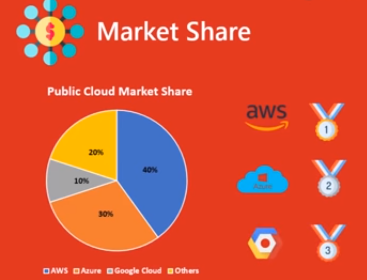 $
Market Share
Public Cloud Market Share
20%
40%
10%
30%
AWS Azure Google Cloud Others
aws
1
Azure
2
3